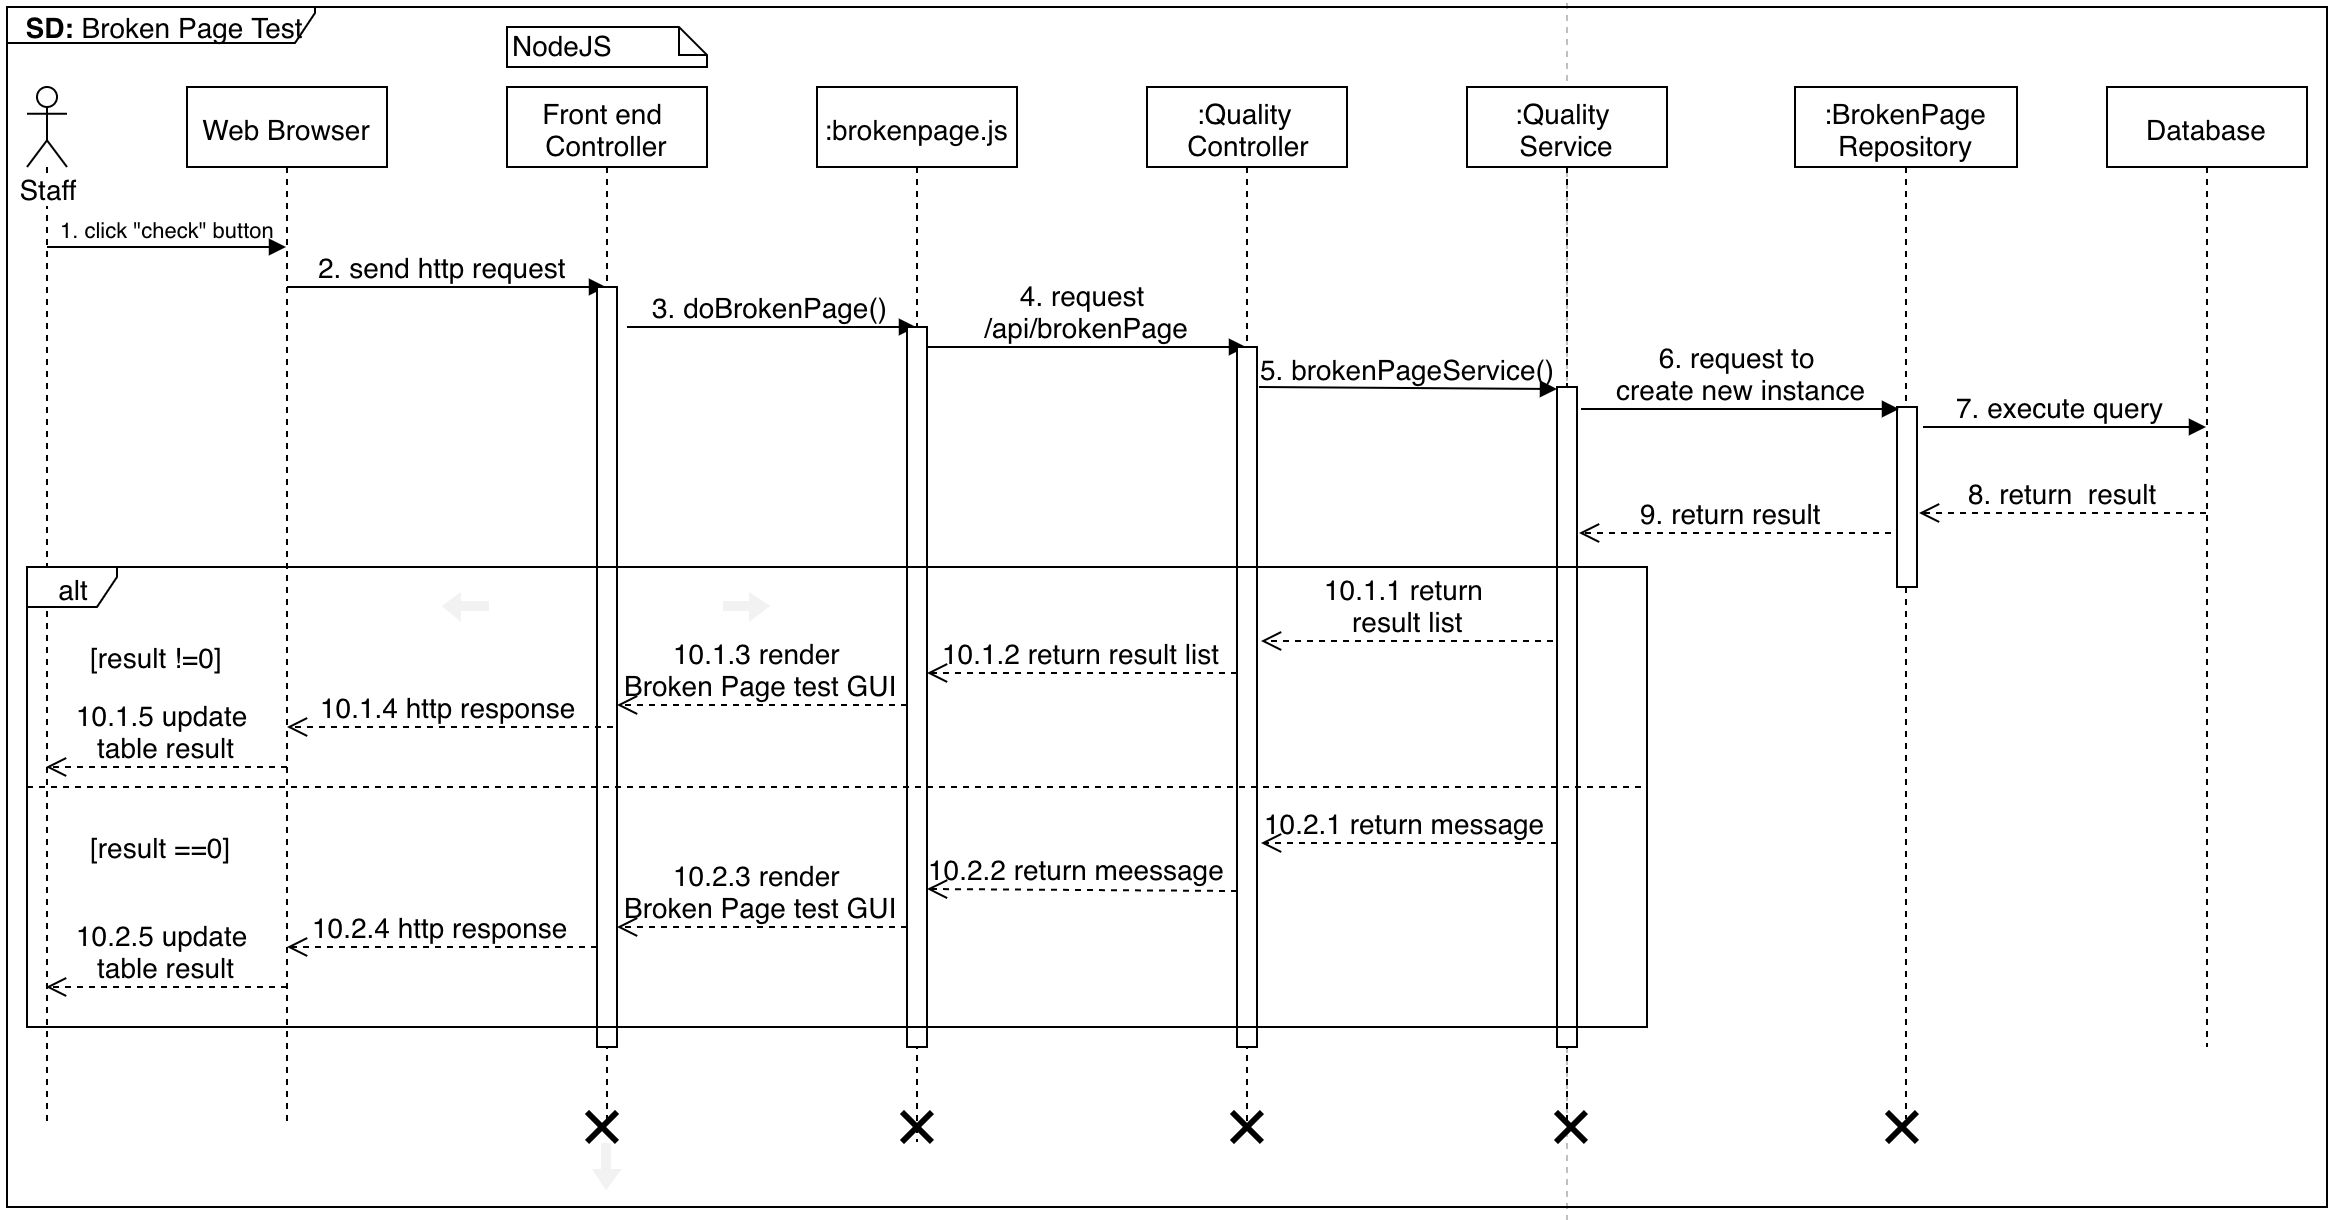 SD: Broken Page Test
NodeJS
Staff
Web Browser
Front end
Controller
:brokenpage.js
:Quality
Controller
:Quality
Service
:BrokenPage
Repository
Database
1. click "check" button
2. send http request
3. doBrokenPage()
4. request
/api/brokenPage
5. brokenPageService()
6. request to
create new instance
7. execute query
8. return  result
9. return result
alt
[result !=0]
10.1.1 return
result list
10.1.2 return result list
10.1.3 render
Broken Page test GUI
10.1.4 http response
10.1.5 update
table result
[result ==0]
10.2.1 return message
10.2.2 return meessage
10.2.3 render
Broken Page test GUI
10.2.4 http response
10.2.5 update
table result